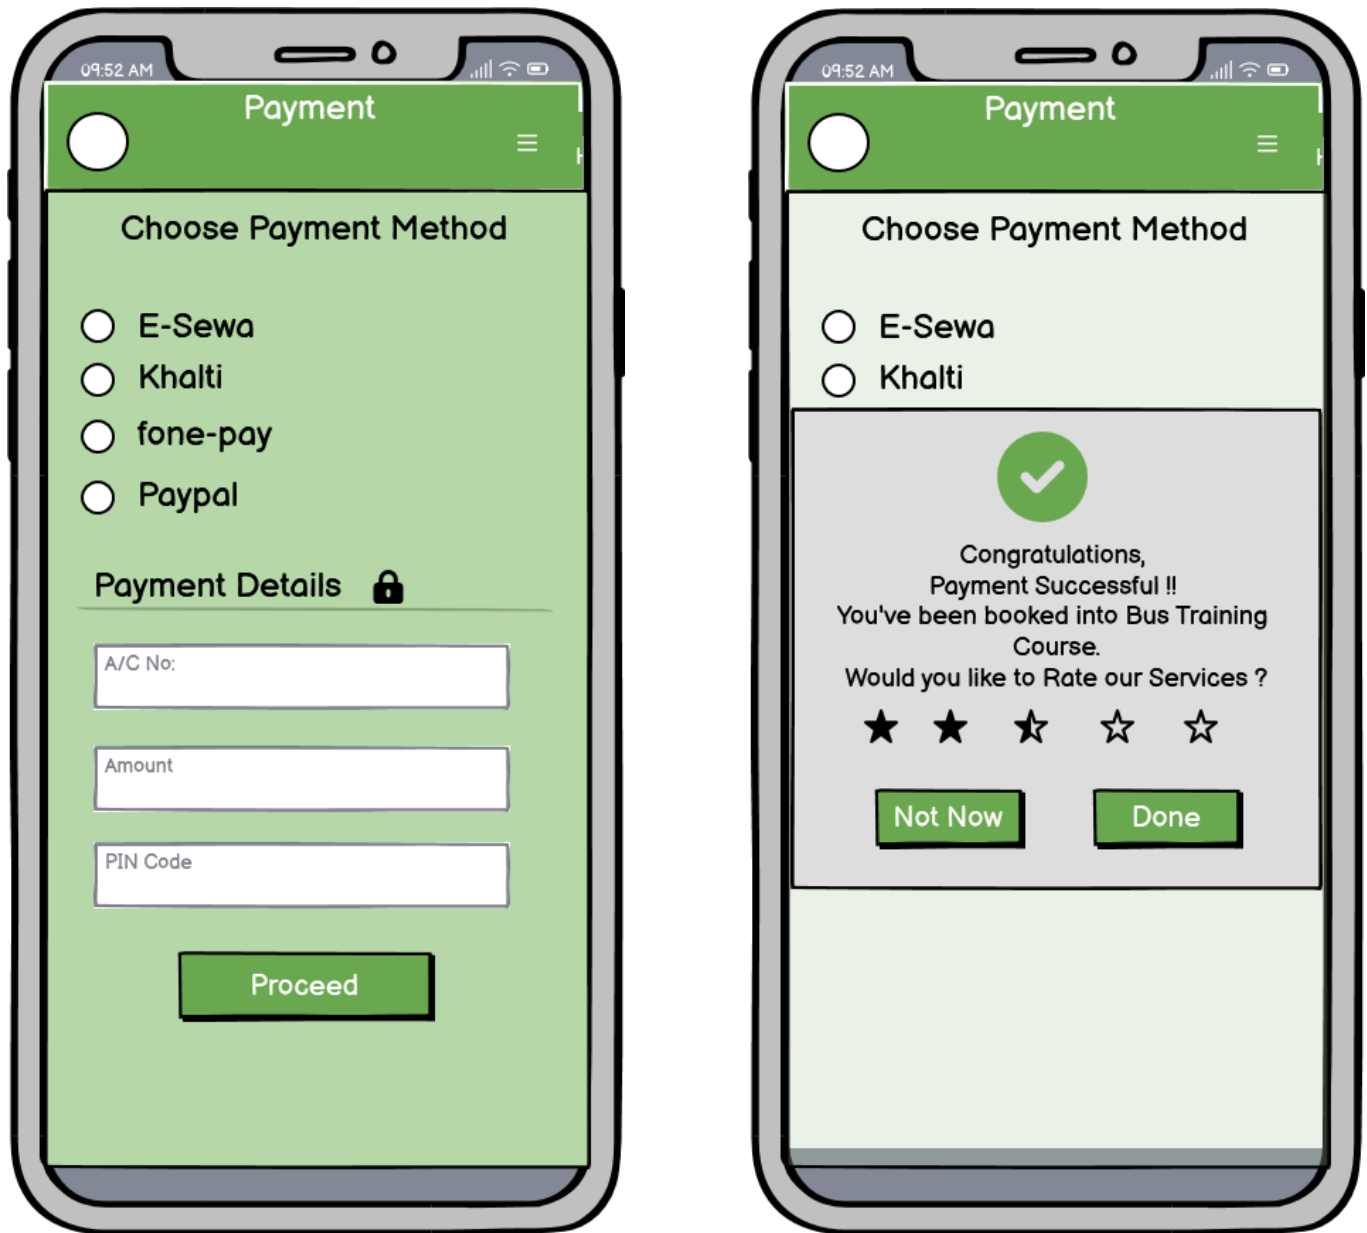 09:52 AM
Payment
Choose Payment Method
E-Sewa
Khalti
fone-pay
Paypal
Payment Details
A/C No:
Amount
PIN Code
Proceed
09:52 AM
Payment
Choose Payment Method
E-Sewa
Khalti
Congratulations,
Payment Successful !!
You've been booked into Bus Training
Course.
Would you like to Rate our Services ?
Not Now
Done